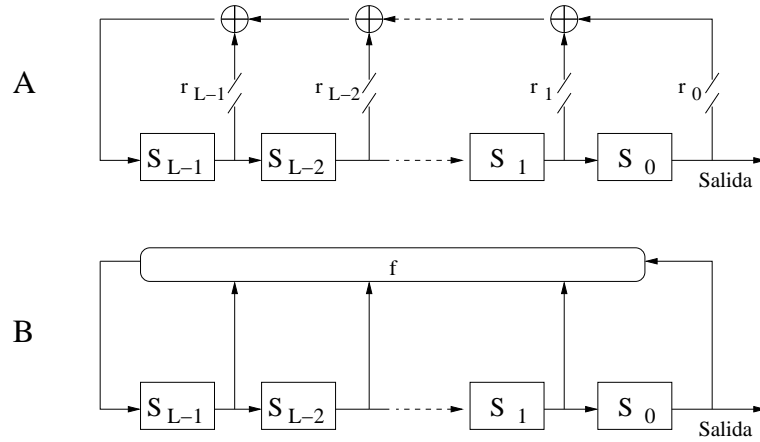 A
r L−1
r L−2
r 1
r 0
S L−1
S L−2
S 1
S 0
Salida
B
f
S L−1
S L−2
S 1
S 0
Salida